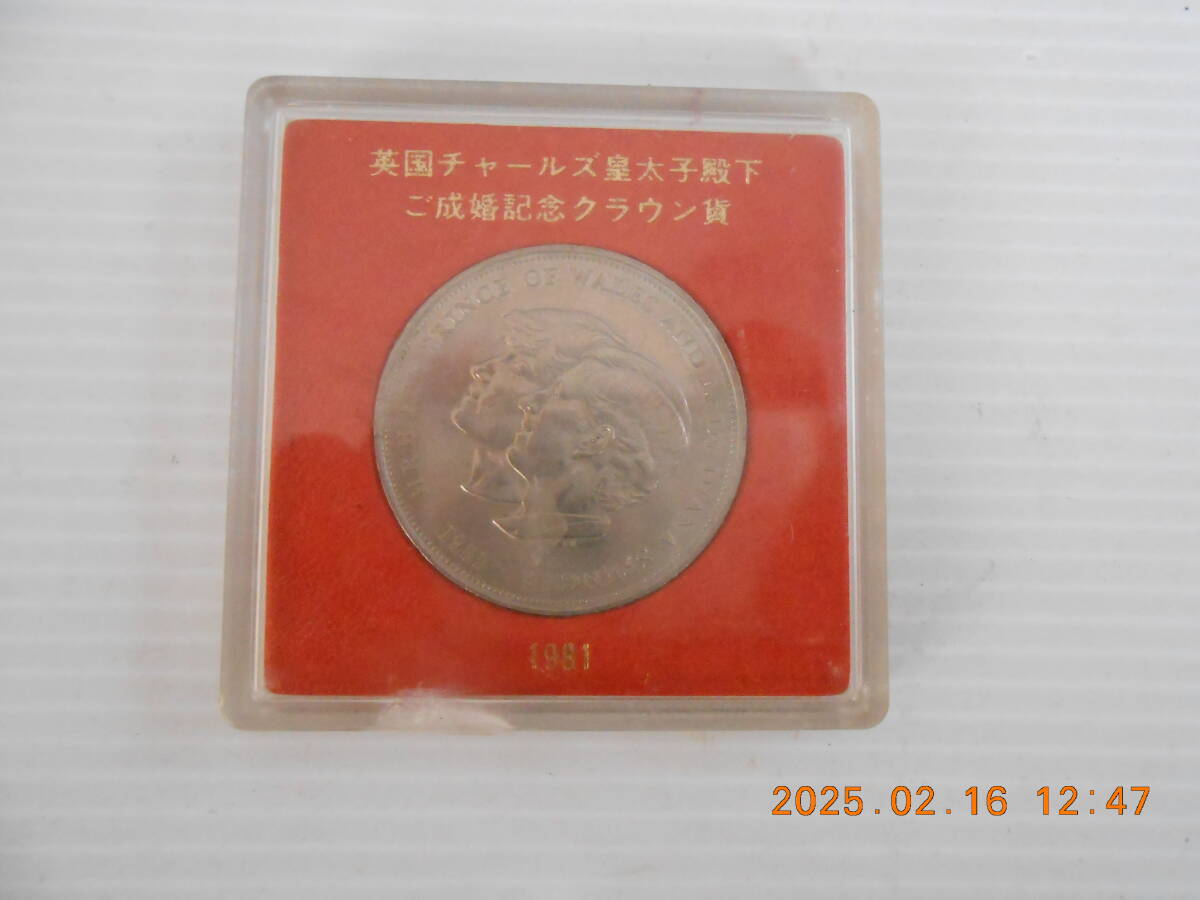 英国チャールズ皇太子殿下
ご成婚記念クラウン貨
PRINCE OF WALES AND
1981
1981
2025.02.16 12:47